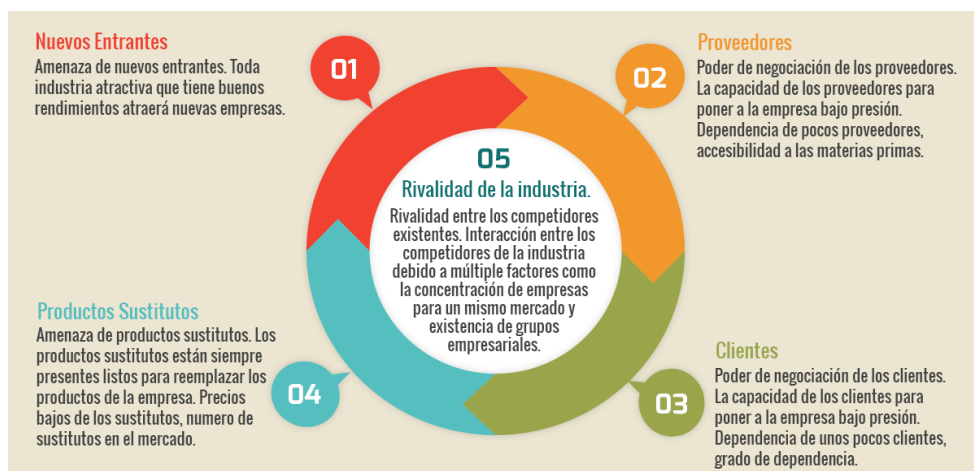 Nuevos Entrantes
Amenaza de nuevos entrantes. Toda
industria atractiva que tiene buenos
rendimientos atraerá nuevas empresas.
01
02
Proveedores
Poder de negociación de los proveedores.
La capacidad de los proveedores para
poner a la empresa bajo presión.
Dependencia de pocos proveedores,
accesibilidad a las materias primas.
05
Rivalidad de la industria.
Rivalidad entre los competidores
existentes. Interacción entre los
competidores de la industria
debido a múltiple factores como
la concentración de empresas
para un mismo mercado y
existencia de grupos
empresariales.
Productos Sustitutos
Amenaza de productos sustitutos. Los
productos sustitutos están siempre
presentes listos para reemplazar los
productos de la empresa. Precios
bajos de los sustitutos, numero de
sustitutos en el mercado.
04
03
Clientes
Poder de negociación de los clientes.
La capacidad de los clientes para
poner a la empresa bajo presión.
Dependencia de unos pocos clientes,
grado de dependencia.